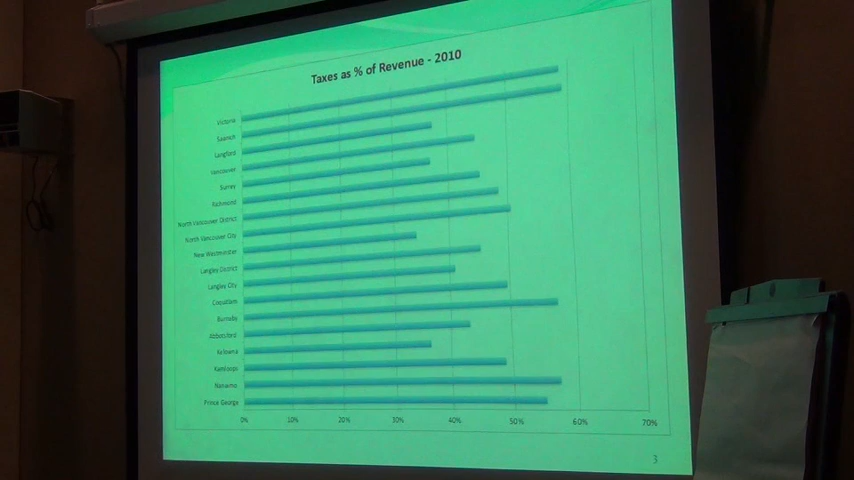 Taxes as % of Revenue - 2010
Victoria
Saanich
Langford
Vancouver
Surrey
Richmond
North Vancouver District
North Vancouver City
New Westminster
Langley District
Langley City
Coquitlam
Burnaby
Abbotsford
Kelowna
Kamloops
Nanaimo
Prince George
0% 10% 20% 30% 40% 50% 60% 70%
3